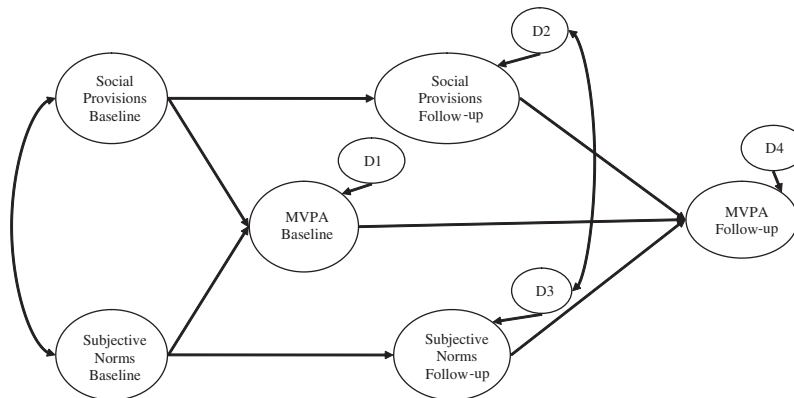 D2
Social
Provisions
Baseline
Social
Provisions
Follow-up
D1
D4
MVPA
Baseline
MVPA
Follow-up
D3
Subjective
Norms
Baseline
Subjective
Norms
Follow-up